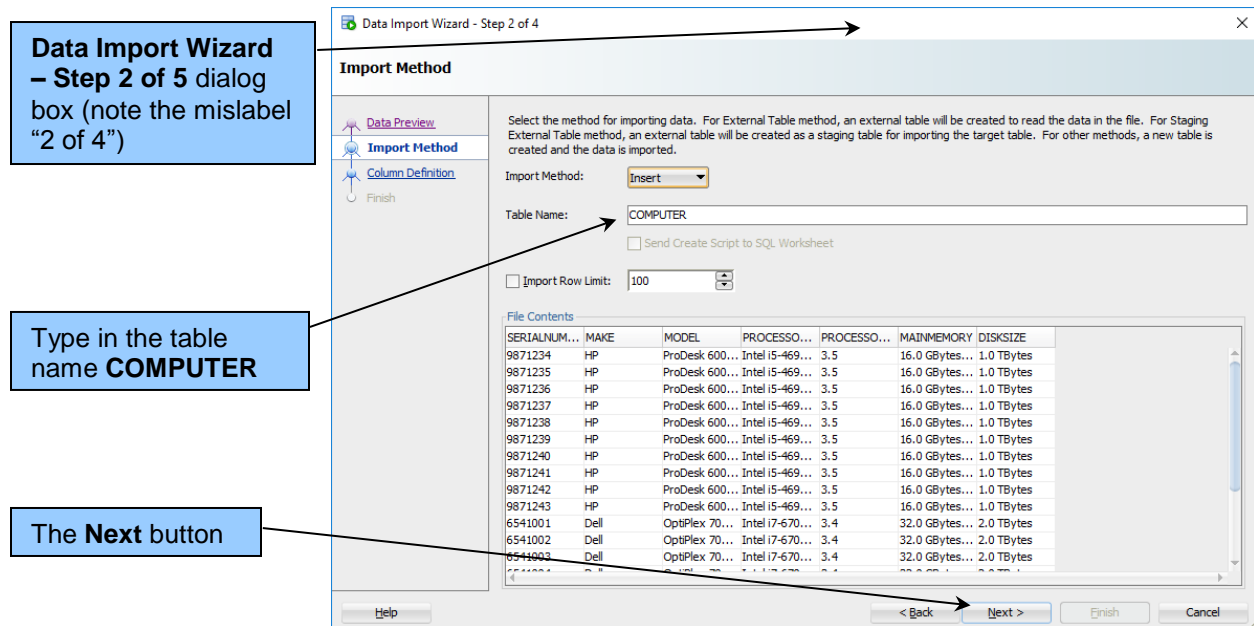 Data Import Wizard
– Step 2 of 5 dialog
box (note the mislabel
“2 of 4”)
Type in the table
name COMPUTER
The Next button
Data Import Wizard - Step 2 of 4
Import Method
Data Preview
Import Method
Column Definition
Finish
Select the method for importing data. For External Table method, an external table will be created to read the data in the file. For Staging
External Table method, an external table will be created as a staging table for importing the target table. For other methods, a new table is
created and the data is imported.
Import Method: Insert
Table Name: COMPUTER
Send Create Script to SQL Worksheet
Import Row Limit: 100
File Contents
SERIALNUM... MAKE MODEL PROCESSO... PROCESSO... MAINMEMORY DISKSIZE
9871234 HP ProDesk 600... Intel i5-469... 3.5 16.0 GBytes... 1.0 TBytes
9871235 HP ProDesk 600... Intel i5-469... 3.5 16.0 GBytes... 1.0 TBytes
9871236 HP ProDesk 600... Intel i5-469... 3.5 16.0 GBytes... 1.0 TBytes
9871237 HP ProDesk 600... Intel i5-469... 3.5 16.0 GBytes... 1.0 TBytes
9871238 HP ProDesk 600... Intel i5-469... 3.5 16.0 GBytes... 1.0 TBytes
9871239 HP ProDesk 600... Intel i5-469... 3.5 16.0 GBytes... 1.0 TBytes
9871240 HP ProDesk 600... Intel i5-469... 3.5 16.0 GBytes... 1.0 TBytes
9871241 HP ProDesk 600... Intel i5-469... 3.5 16.0 GBytes... 1.0 TBytes
9871242 HP ProDesk 600... Intel i5-469... 3.5 16.0 GBytes... 1.0 TBytes
9871243 HP ProDesk 600... Intel i5-469... 3.5 16.0 GBytes... 1.0 TBytes
6541001 Dell OptiPlex 70... Intel i7-670... 3.4 32.0 GBytes... 2.0 TBytes
6541002 Dell OptiPlex 70... Intel i7-670... 3.4 32.0 GBytes... 2.0 TBytes
6541003 Dell OptiPlex 70... Intel i7-670... 3.4 32.0 GBytes... 2.0 TBytes
Help < Back Next > Finish Cancel